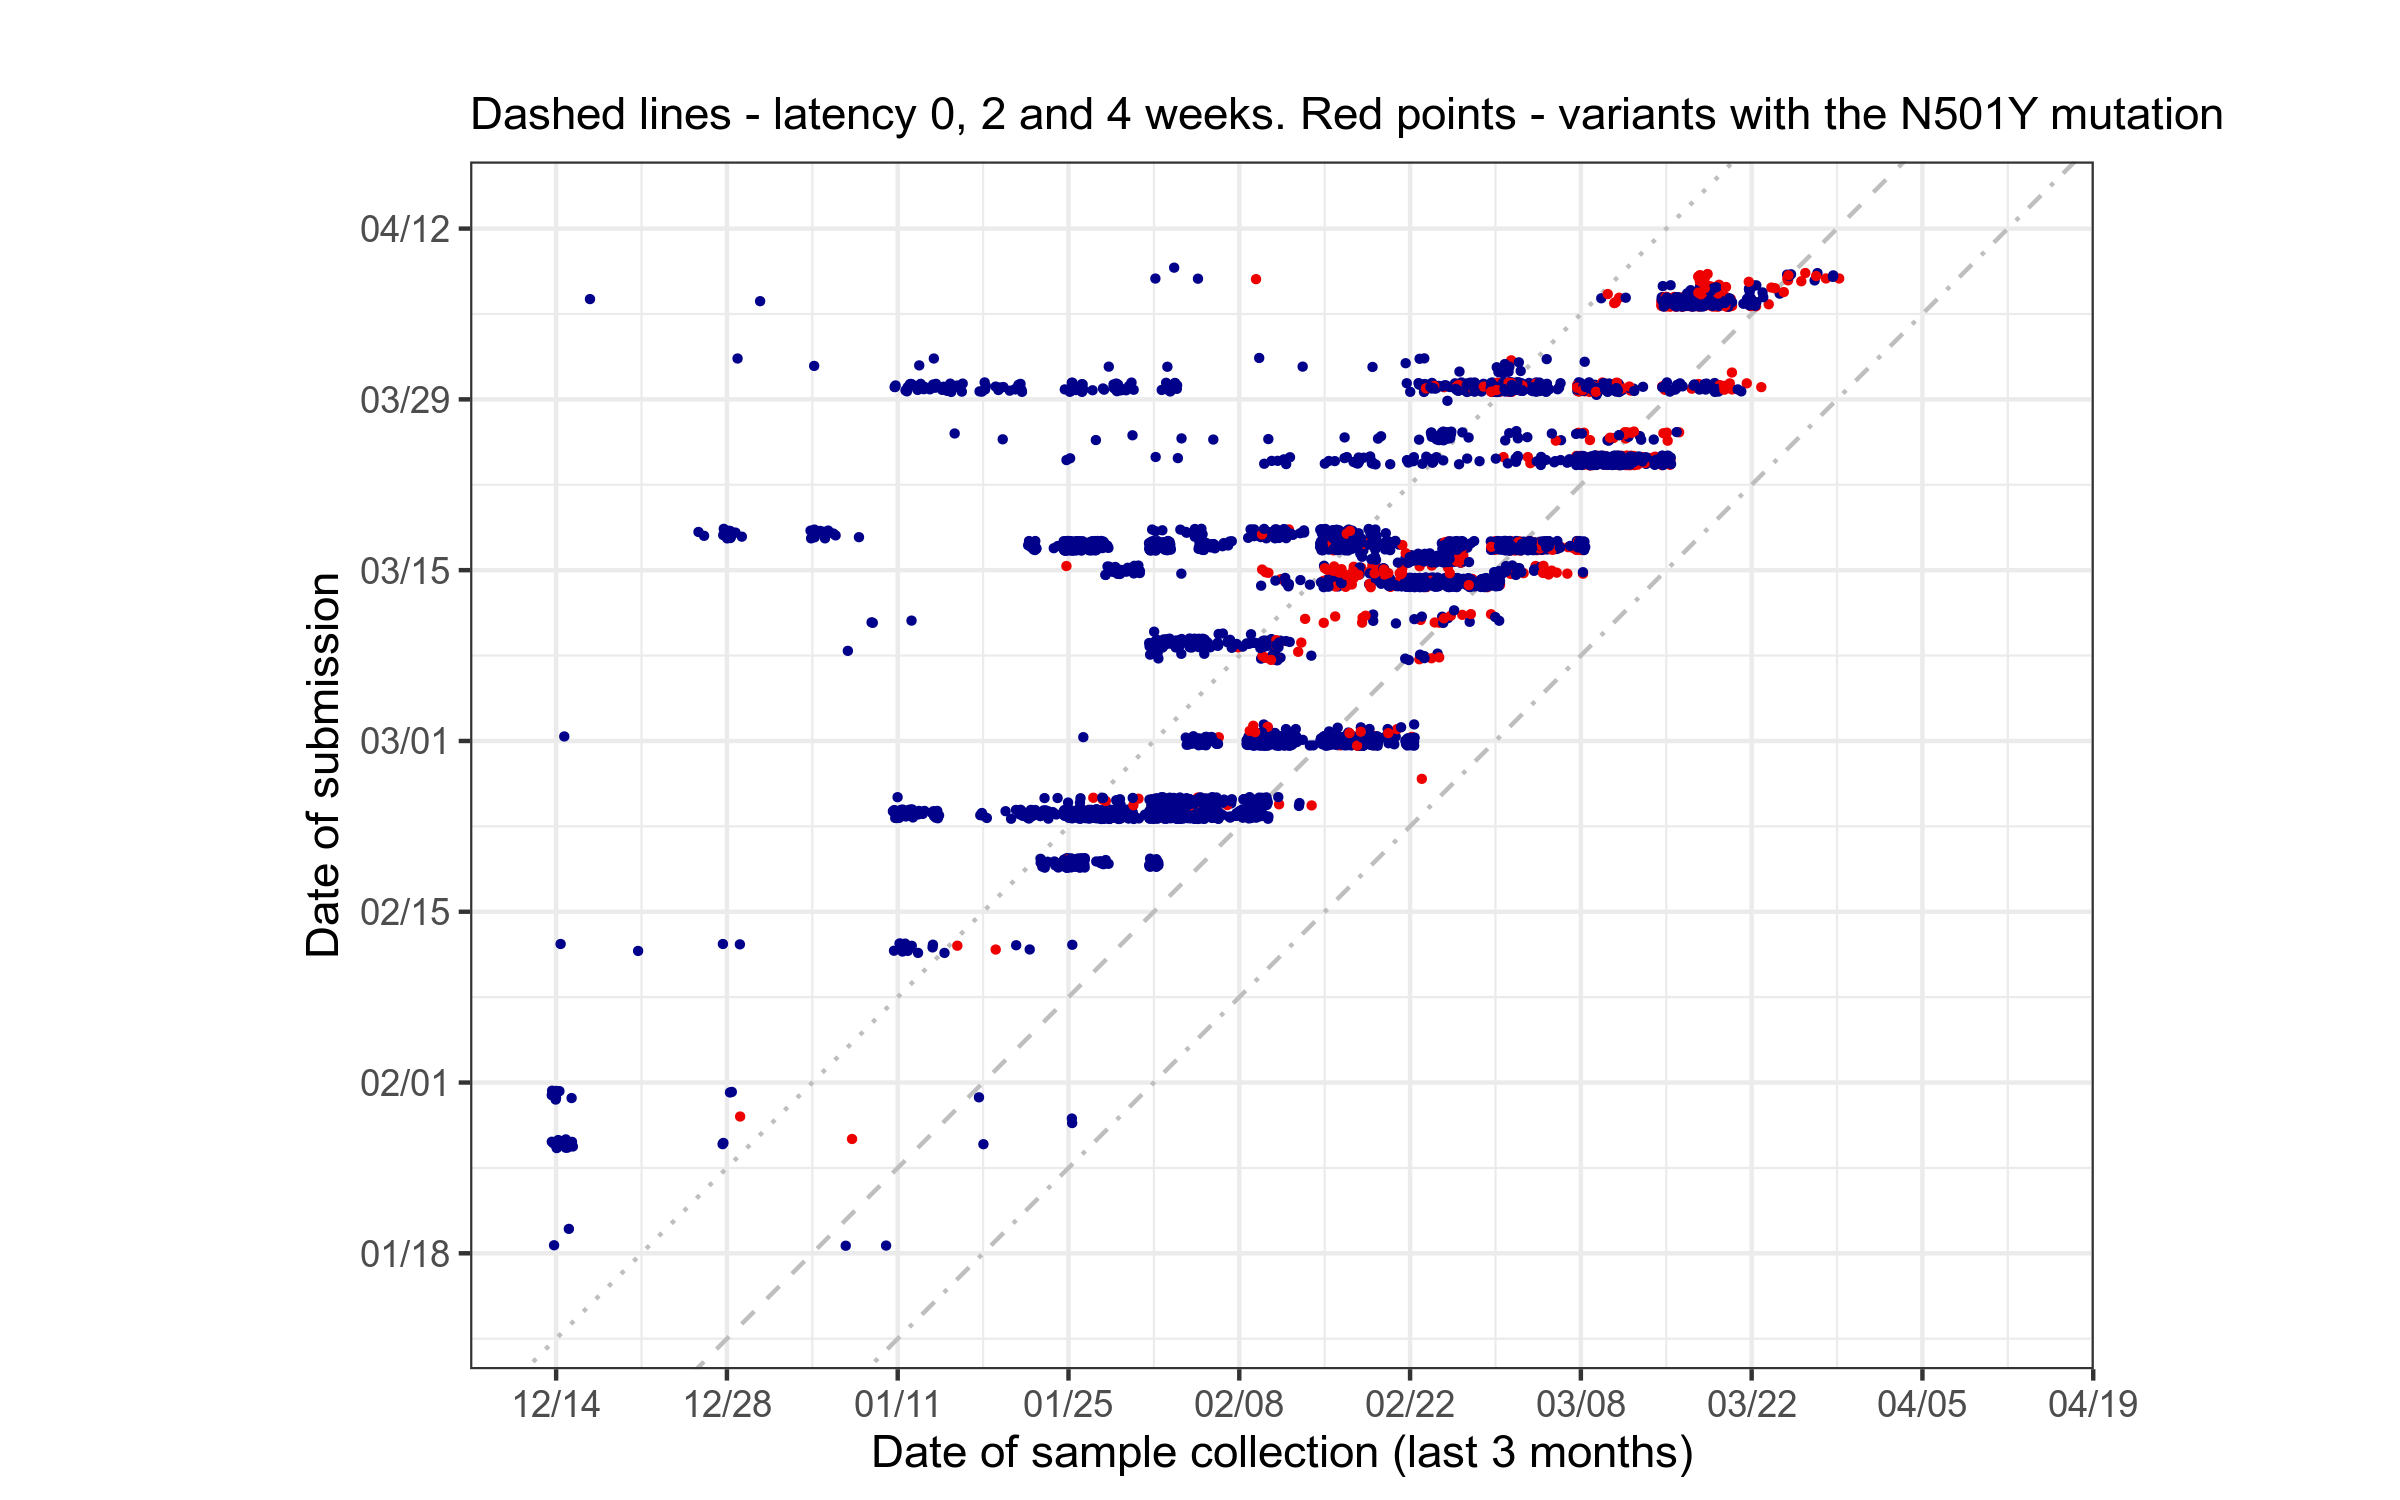 Dashed lines - latency 0, 2 and 4 weeks. Red points - variants with the N501Y mutation
Date of submission
04/12
03/29
03/15
03/01
02/15
02/01
01/18
12/14 12/28 01/11 01/25 02/08 02/22 03/08 03/22 04/05 04/19
Date of sample collection (last 3 months)